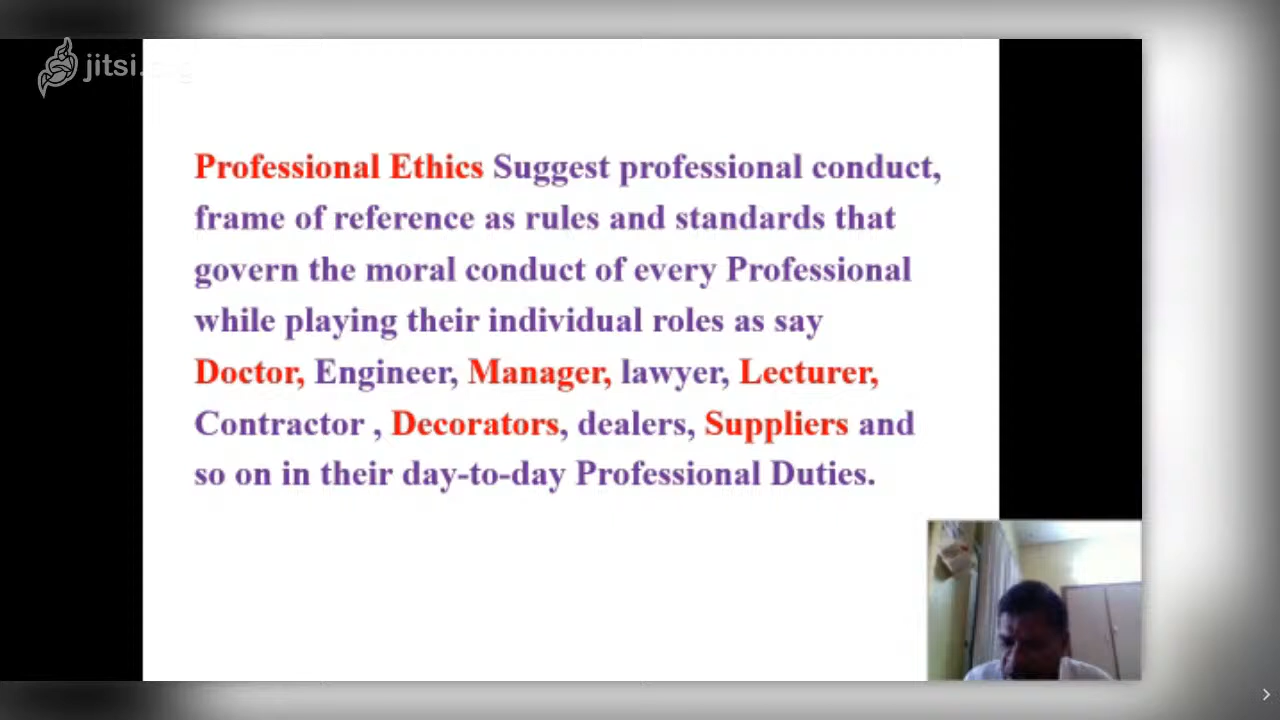 jitsi.org
Professional Ethics Suggest professional conduct,
frame of reference as rules and standards that
govern the moral conduct of every Professional
while playing their individual roles as say
Doctor, Engineer, Manager, lawyer, Lecturer,
Contractor , Decorators, dealers, Suppliers and
so on in their day-to-day Professional Duties.